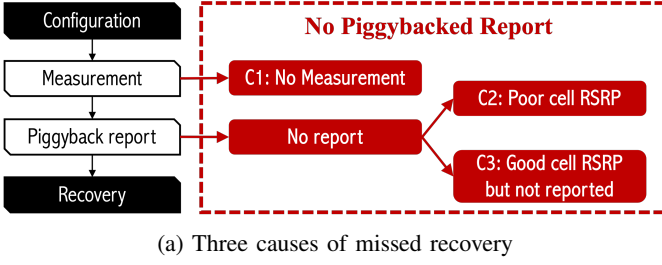 Configuration
No Piggybacked Report
Measurement
C1: No Measurement
C2: Poor cell RSRP
Piggyback report
No report
C3: Good cell RSRP
but not reported
Recovery
(a) Three causes of missed recovery